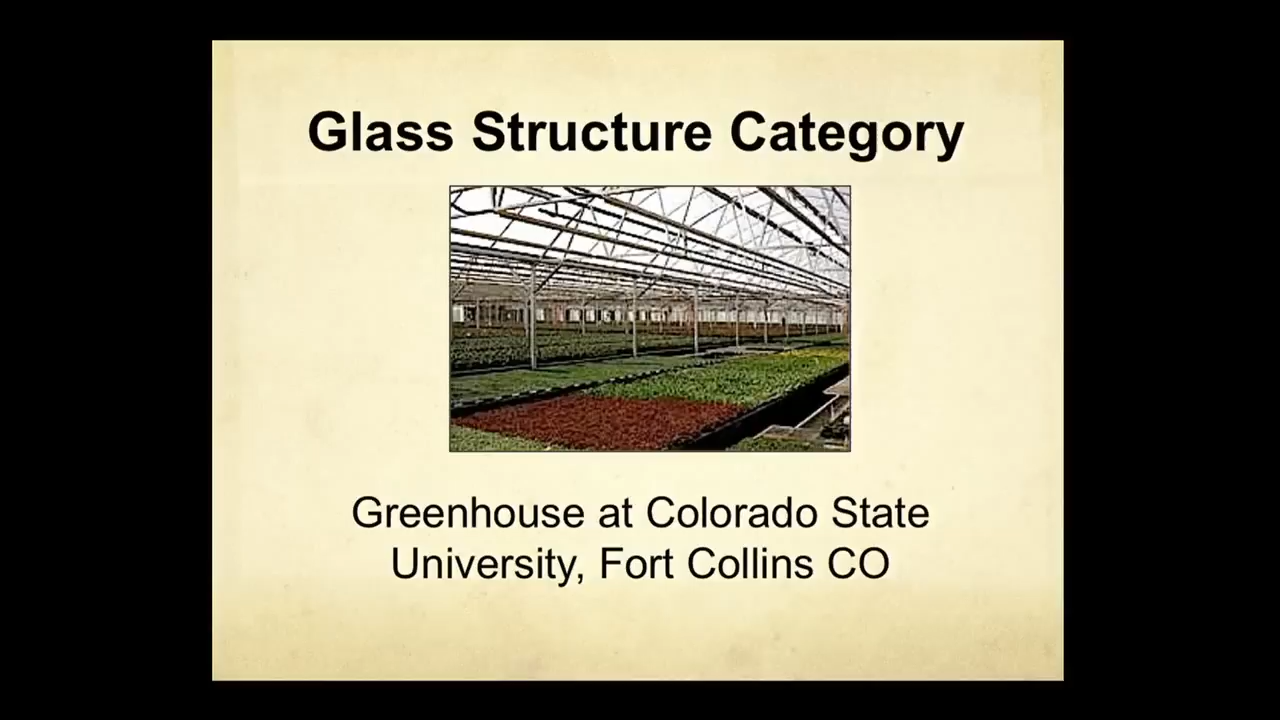 Glass Structure Category
Greenhouse at Colorado State
University, Fort Collins CO